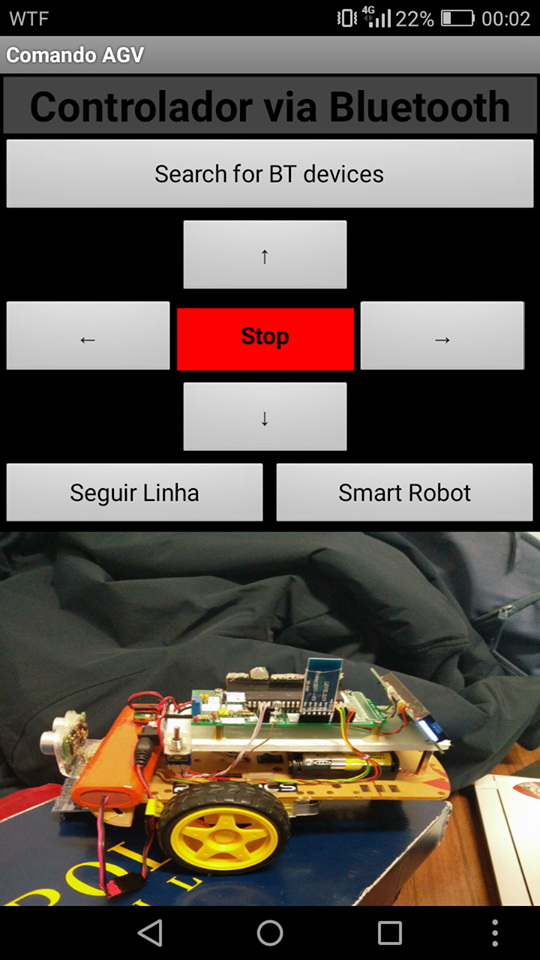 WTF 4G 22% 00:02
Comando AGV
Controlador via Bluetooth
Search for BT devices
↑
← Stop →
↓
Seguir Linha Smart Robot